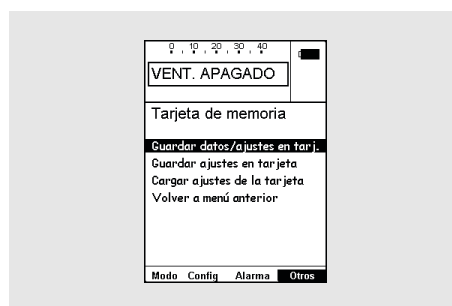 0 10 20 30 40
VENT. APAGADO
Tarjeta de memoria
Guardar datos/ajustes en tarj.
Guardar ajustes en tarjeta
Cargar ajustes de la tarjeta
Volver a menú anterior
Modo Config Alarma Otros